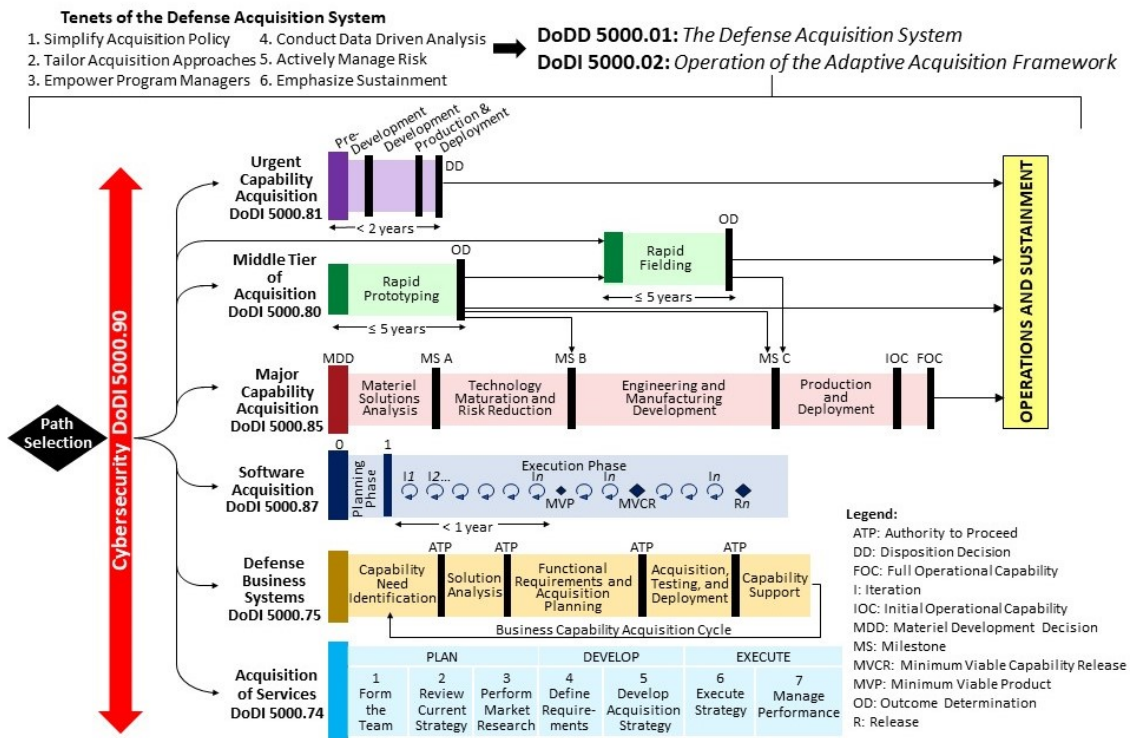 Tenets of the Defense Acquisition System
1. Simplify Acquisition Policy
2. Tailor Acquisition Approaches
3. Empower Program Managers
4. Conduct Data Driven Analysis
5. Actively Manage Risk
6. Emphasize Sustainment
DoDD 5000.01: The Defense Acquisition System
DoDI 5000.02: Operation of the Adaptive Acquisition Framework
Path
Selection
Cybersecurity DoDI 5000.90
Urgent
Capability
Acquisition
DoDI 5000.81
Pre-
Development
Development
Production &
Deployment
DD
< 2 years
Middle Tier
of
Acquisition
DoDI 5000.80
Rapid
Prototyping
OD
≤ 5 years
Rapid
Fielding
OD
≤ 5 years
Major
Capability
Acquisition
DoDI 5000.85
MDD
MS A
MS B
MS C
IOC
FOC
Materiel
Solutions
Analysis
Technology
Maturation and
Risk Reduction
Engineering and
Manufacturing
Development
Production
and
Deployment
OPERATIONS AND SUSTAINMENT
Software
Acquisition
DoDI 5000.87
0
1
Planning
Phase
Execution Phase
I1
I2...
In
In
In
MVP
MVCR
Rn
< 1 year
Defense
Business
Systems
DoDI 5000.75
ATP
ATP
ATP
ATP
Capability
Need
Identification
Solution
Analysis
Functional
Requirements and
Acquisition
Planning
Acquisition,
Testing, and
Deployment
Capability
Support
Business Capability Acquisition Cycle
Acquisition
of Services
DoDI 5000.74
PLAN
DEVELOP
EXECUTE
1
Form
the
Team
2
Review
Current
Strategy
3
Perform
Market
Research
4
Define
Require-
ments
5
Develop
Acquisition
Strategy
6
Execute
Strategy
7
Manage
Performance
Legend:
ATP: Authority to Proceed
DD: Disposition Decision
FOC: Full Operational Capability
I: Iteration
IOC: Initial Operational Capability
MDD: Materiel Development Decision
MS: Milestone
MVCR: Minimum Viable Capability Release
MVP: Minimum Viable Product
OD: Outcome Determination
R: Release